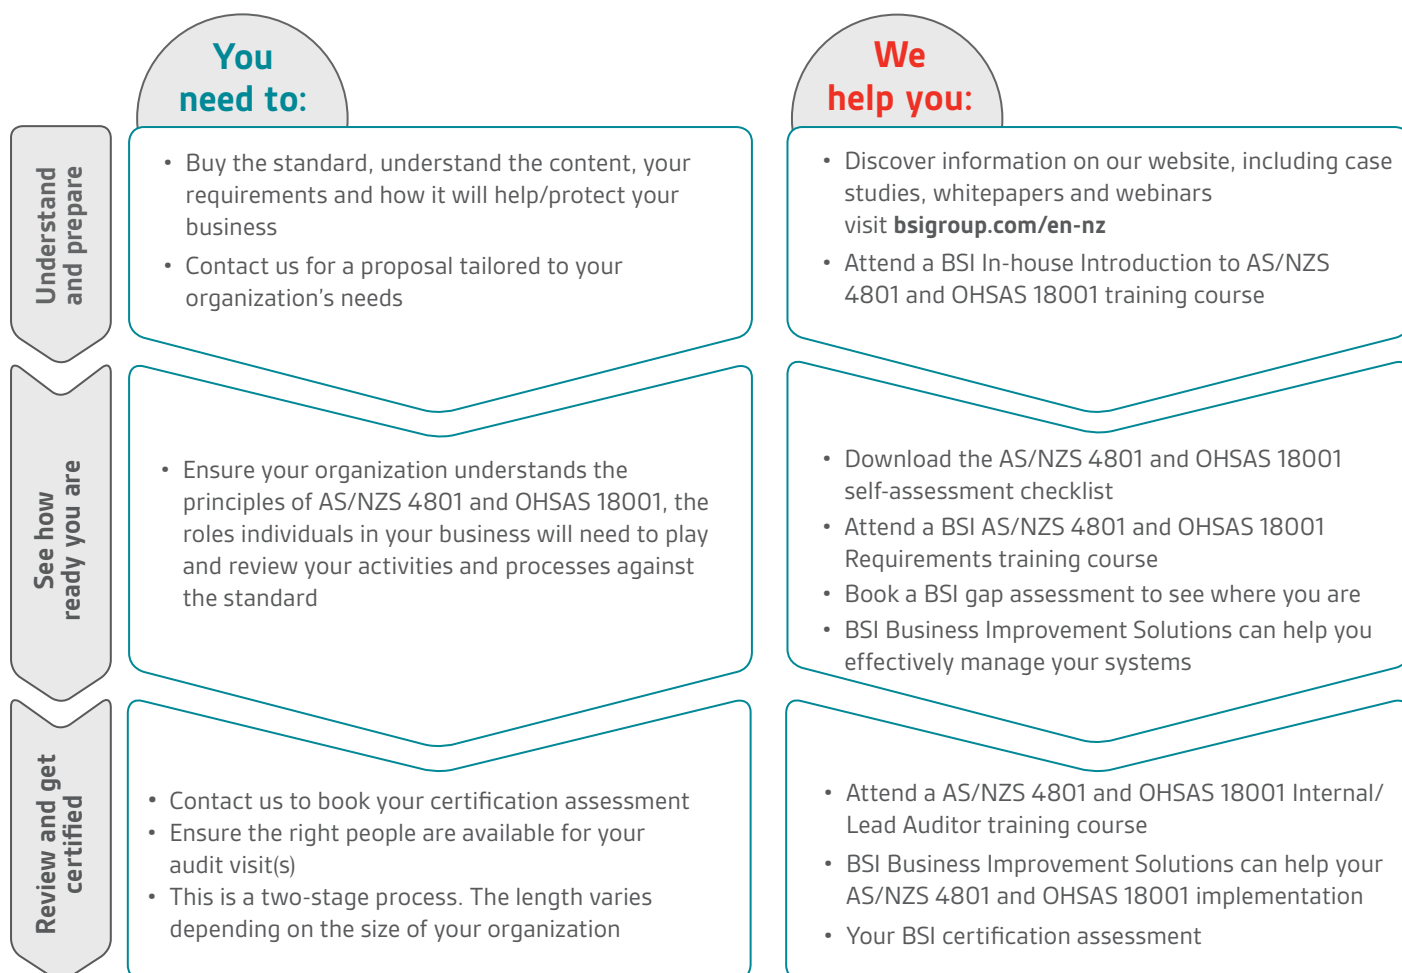 You
need to:
We
help you:
Understand
and prepare
• Buy the standard, understand the content, your
requirements and how it will help/protect your
business
• Contact us for a proposal tailored to your
organization’s needs
• Discover information on our website, including case
studies, whitepapers and webinars
visit bsigroup.com/en-nz
• Attend a BSI In-house Introduction to AS/NZS
4801 and OHSAS 18001 training course
See how
ready you are
• Ensure your organization understands the
principles of AS/NZS 4801 and OHSAS 18001, the
roles individuals in your business will need to play
and review your activities and processes against
the standard
• Download the AS/NZS 4801 and OHSAS 18001
self-assessment checklist
• Attend a BSI AS/NZS 4801 and OHSAS 18001
Requirements training course
• Book a BSI gap assessment to see where you are
• BSI Business Improvement Solutions can help you
effectively manage your systems
Review and get
certified
• Contact us to book your certification assessment
• Ensure the right people are available for your
audit visit(s)
• This is a two-stage process. The length varies
depending on the size of your organization
• Attend a AS/NZS 4801 and OHSAS 18001 Internal/
Lead Auditor training course
• BSI Business Improvement Solutions can help your
AS/NZS 4801 and OHSAS 18001 implementation
• Your BSI certification assessment